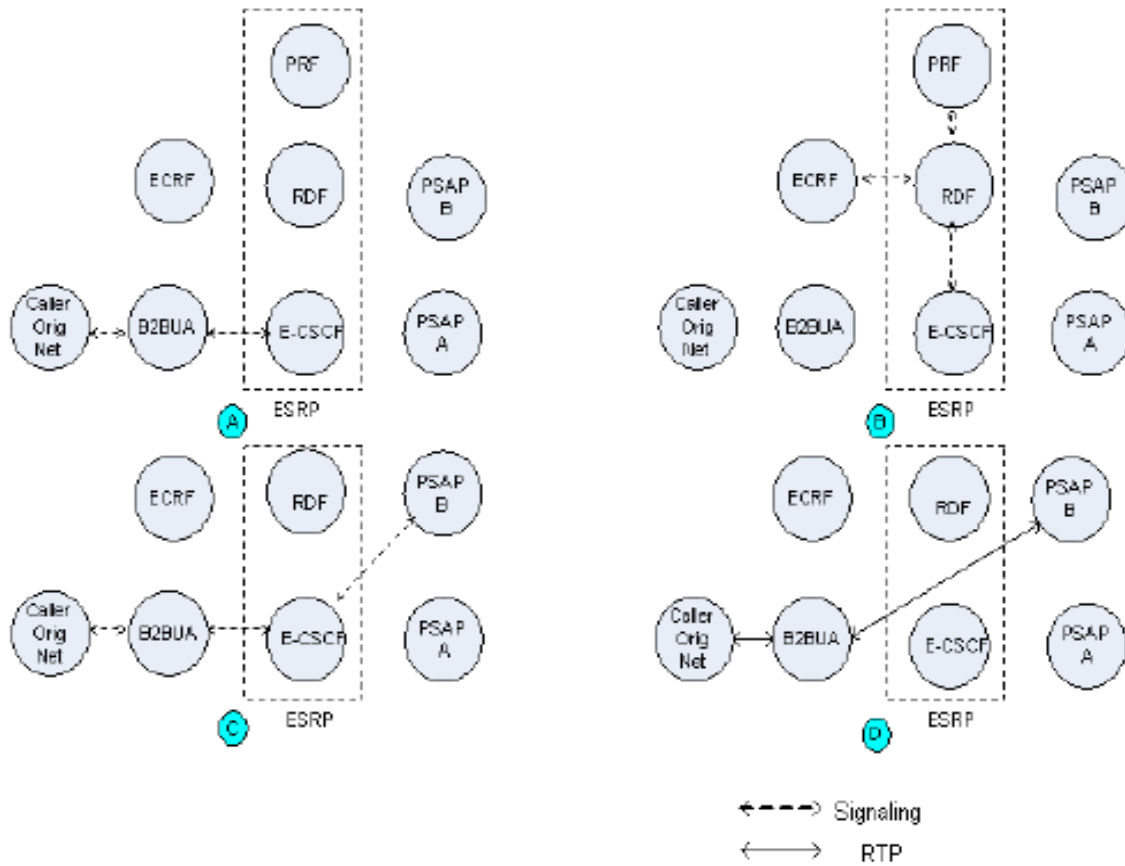 PRF
ECRF
RDF
PSAP
B
Caller
Orig
Net
B2BUA
E-CSCF
PSAP
A
A
ESRP
PRF
ECRF
RDF
PSAP
B
Caller
Orig
Net
B2BUA
E-CSCF
PSAP
A
B
ESRP
ECRF
RDF
PSAP
B
Caller
Orig
Net
B2BUA
E-CSCF
PSAP
A
C
ESRP
ECRF
RDF
PSAP
B
Caller
Orig
Net
B2BUA
E-CSCF
PSAP
A
D
ESRP
Signaling
RTP